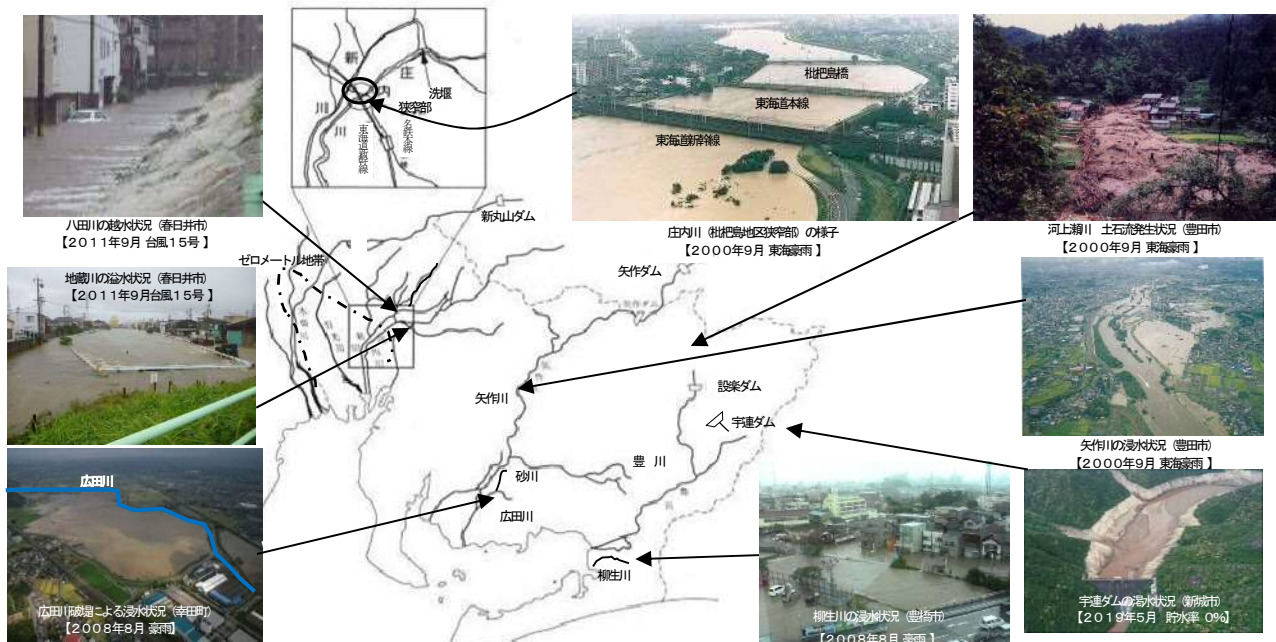 八田川の越水状況（春日井市）
【2011年9月 台風15号】
地蔵川の溢水状況（春日井市）
【2011年9月台風15号】
広田川
広田川破堤による浸水状況（幸田町）
【2008年8月 豪雨】
新
川
庄
内
川
洗堰
狭窄部
東海道新幹線
名鉄本線
枇杷島橋
東海道本線
東海道新幹線
庄内川（枇杷島地区狭窄部）の様子
【2000年9月 東海豪雨】
河上瀬川 土石流発生状況（豊田市）
【2000年9月 東海豪雨】
新丸山ダム
ゼロメートル地帯
矢作ダム
矢作ダム
矢作川
設楽ダム
宇連ダム
豊 川
砂川
広田川
柳生川
矢作川の浸水状況（豊田市）
【2000年9月 東海豪雨】
柳生川の浸水状況（豊橋市）
【2008年8月 豪雨】
宇連ダムの渇水状況（新城市）
【2019年5月 貯水率 0%】